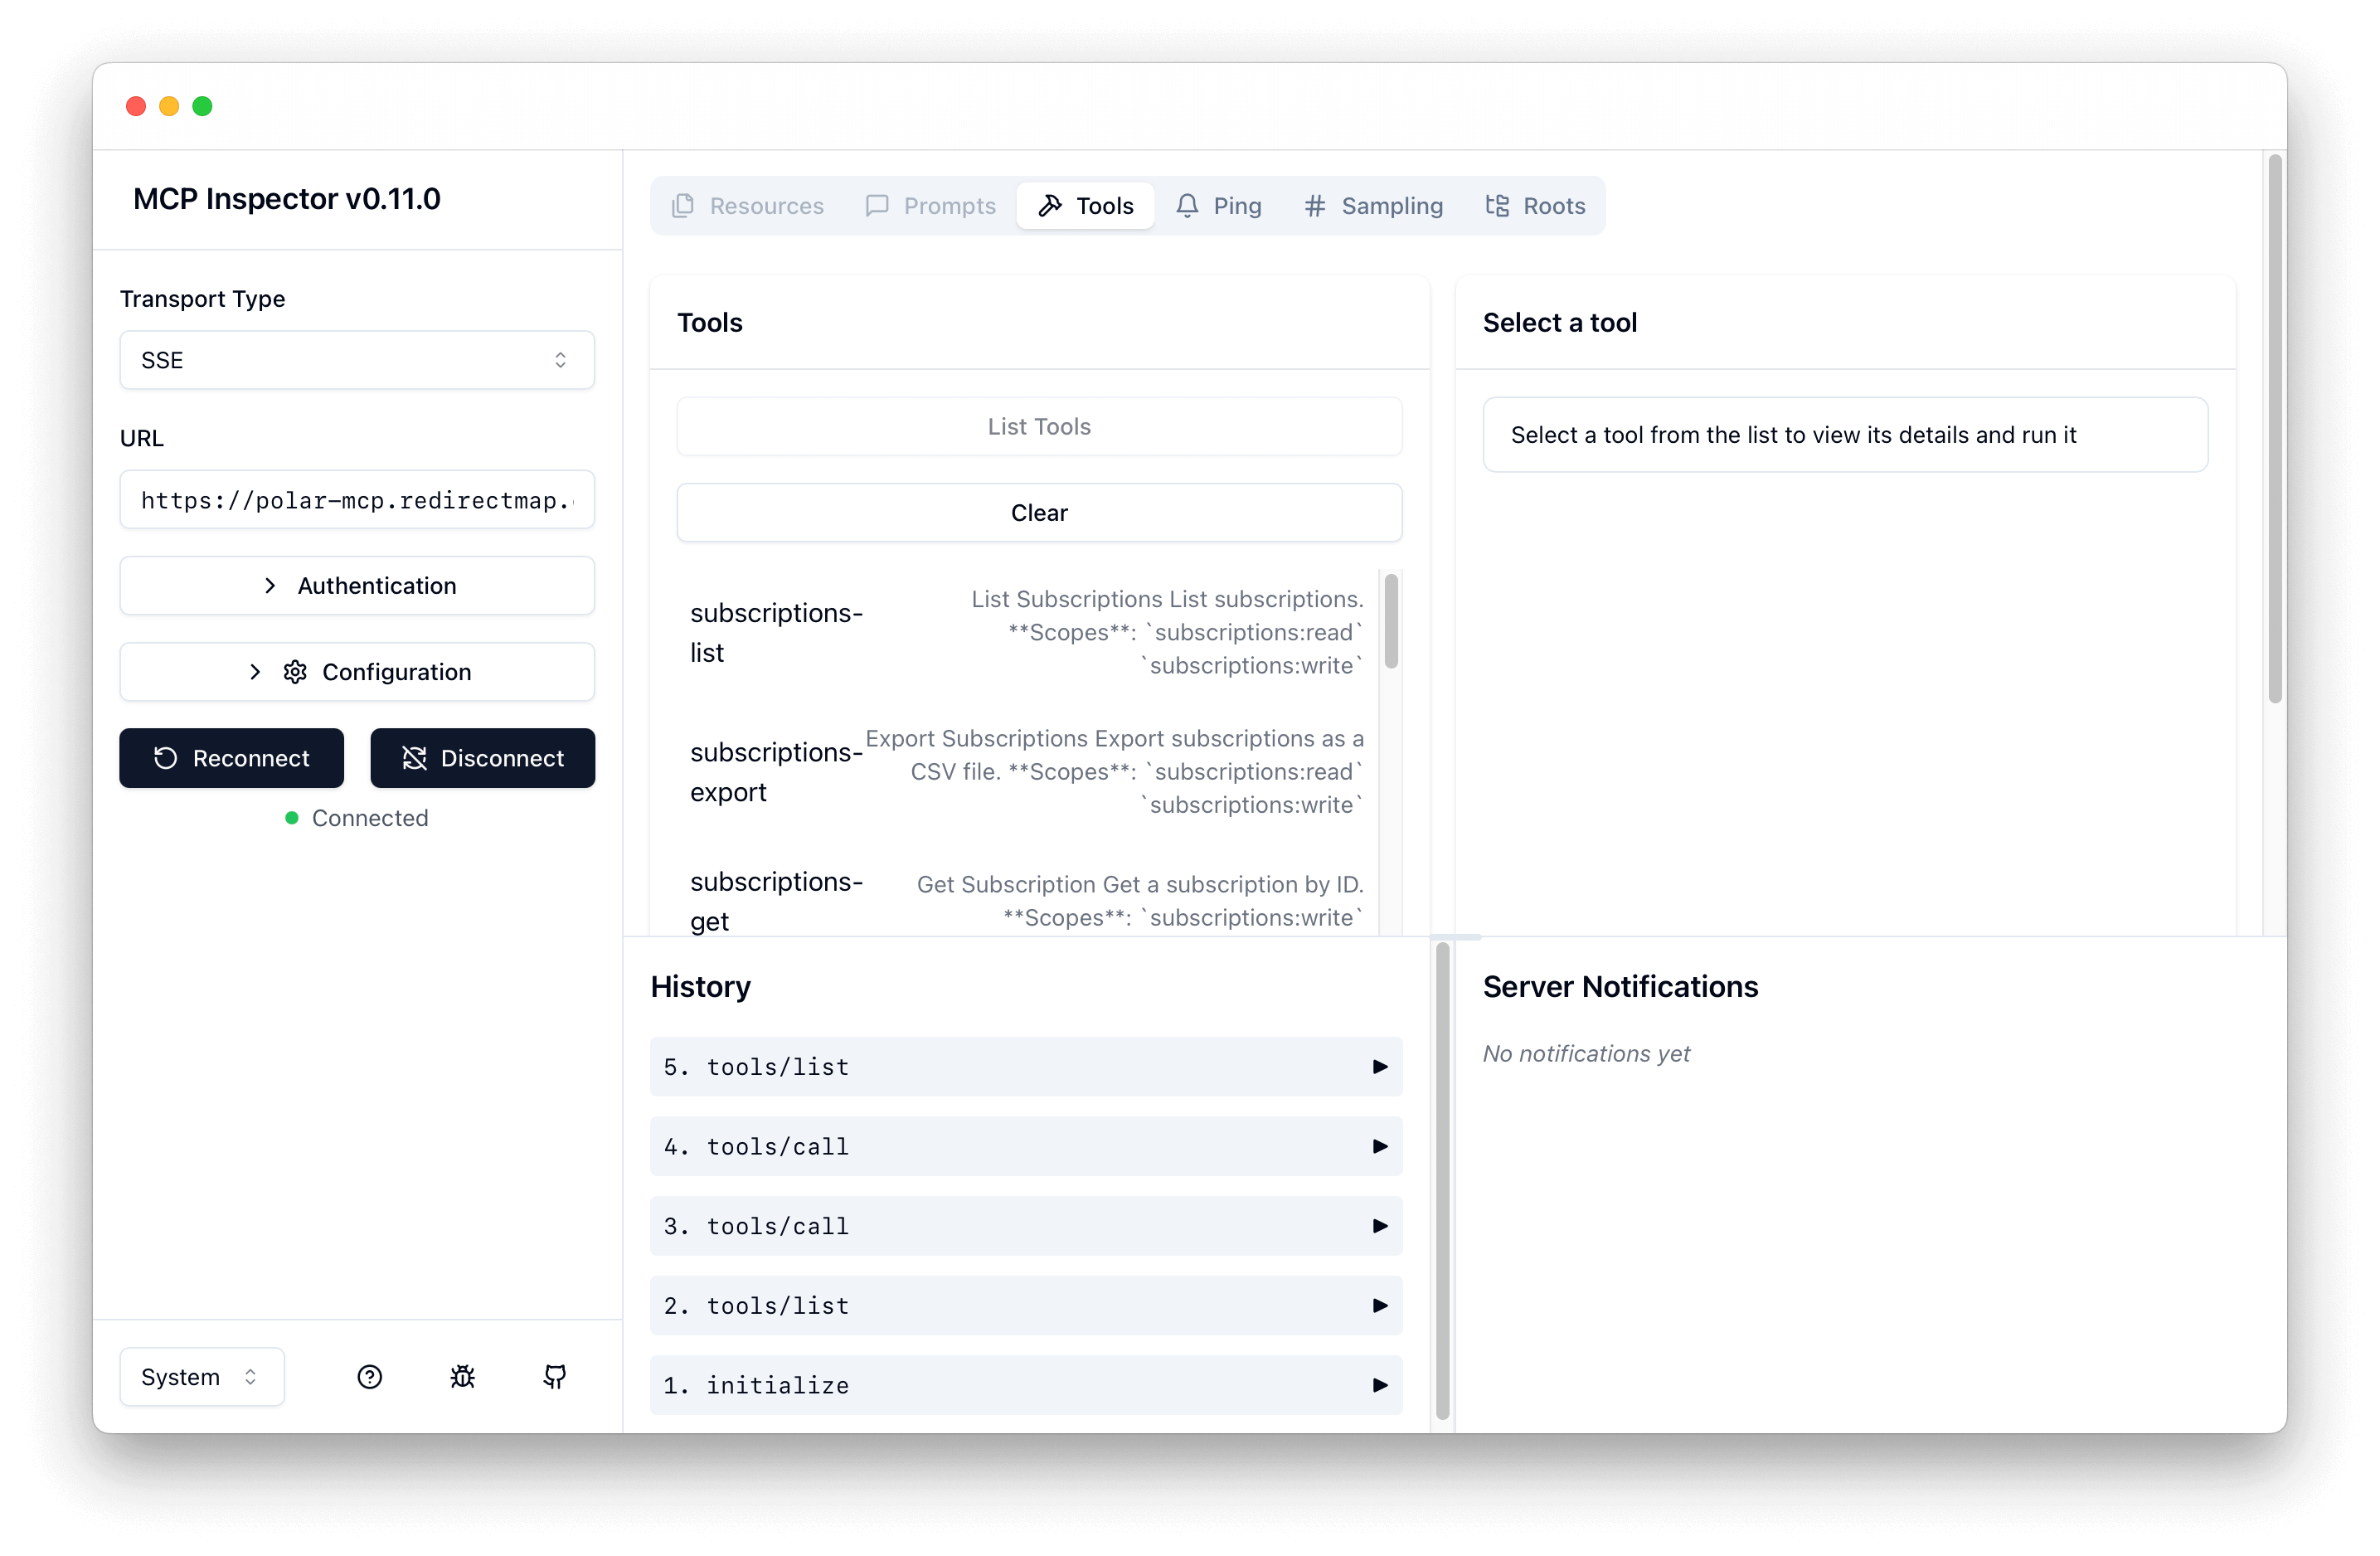 MCP Inspector v0.11.0
Transport Type
SSE
URL
https://polar-mcp.redirectmap.
Authentication
Configuration
Reconnect
Disconnect
Connected
System
Resources
Prompts
Tools
Ping
Sampling
Roots
Tools
List Tools
Clear
subscriptions-
list
List Subscriptions List subscriptions.
**Scopes**: `subscriptions:read`
`subscriptions:write`
subscriptions-
export
Export Subscriptions Export subscriptions as a
CSV file. **Scopes**: `subscriptions:read`
`subscriptions:write`
subscriptions-
get
Get Subscription Get a subscription by ID.
**Scopes**: `subscriptions:write`
Select a tool
Select a tool from the list to view its details and run it
History
5. tools/list
4. tools/call
3. tools/call
2. tools/list
1. initialize
Server Notifications
No notifications yet